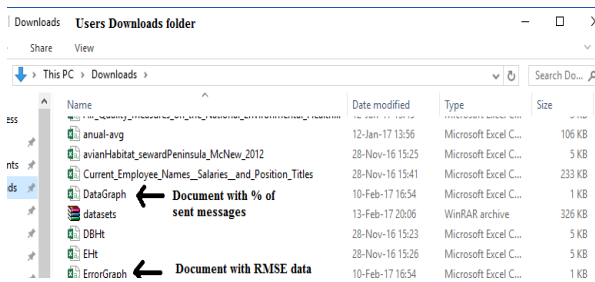 Downloads Users Downloads folder
Share View
This PC > Downloads > Search Do...
Name Date modified Type Size
anual-avg 12-Jan-17 13:56 Microsoft Excel C... 106 KB
avianHabitat_sewardPeninsula_McNew_2012 28-Nov-16 15:25 Microsoft Excel C... 5 KB
ess
Current_Employee_Names__Salaries__and_Position_Titles 28-Nov-16 15:41 Microsoft Excel C... 233 KB
nts
DataGraph Document with % of sent messages 10-Feb-17 16:54 Microsoft Excel C... 1 KB
ds
datasets 13-Feb-17 20:06 WinRAR archive 326 KB
DBHt 28-Nov-16 15:23 Microsoft Excel C... 5 KB
EHt 28-Nov-16 15:26 Microsoft Excel C... 5 KB
ErrorGraph Document with RMSE data 10-Feb-17 16:54 Microsoft Excel C... 1 KB